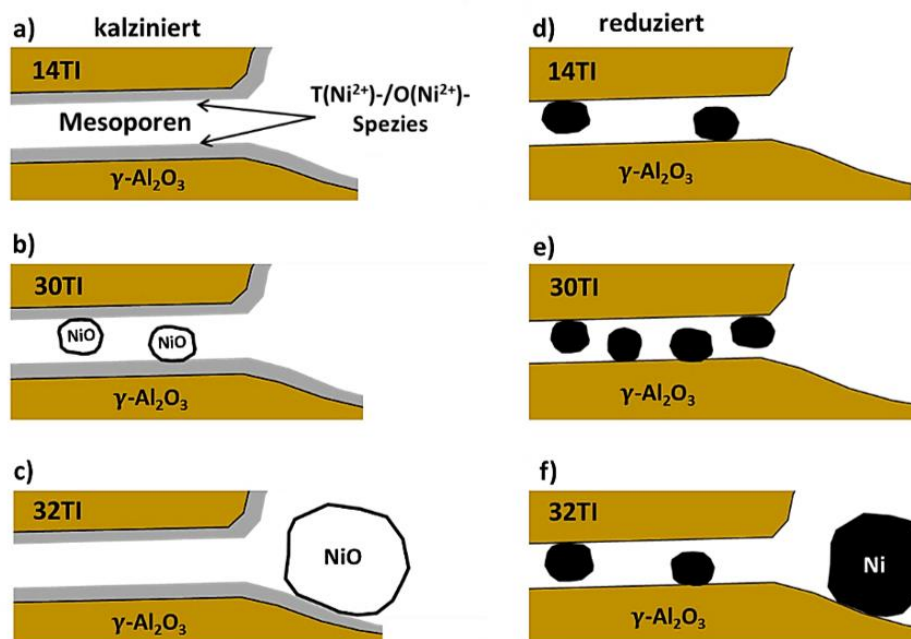 a)
kalziniert
14TI
Mesoporen
T(Ni²⁺)-/O(Ni²⁺)-
Spezies
γ-Al₂O₃
d)
reduziert
14TI
γ-Al₂O₃
b)
30TI
NiO
NiO
γ-Al₂O₃
e)
30TI
γ-Al₂O₃
c)
32TI
NiO
γ-Al₂O₃
f)
32TI
Ni
γ-Al₂O₃